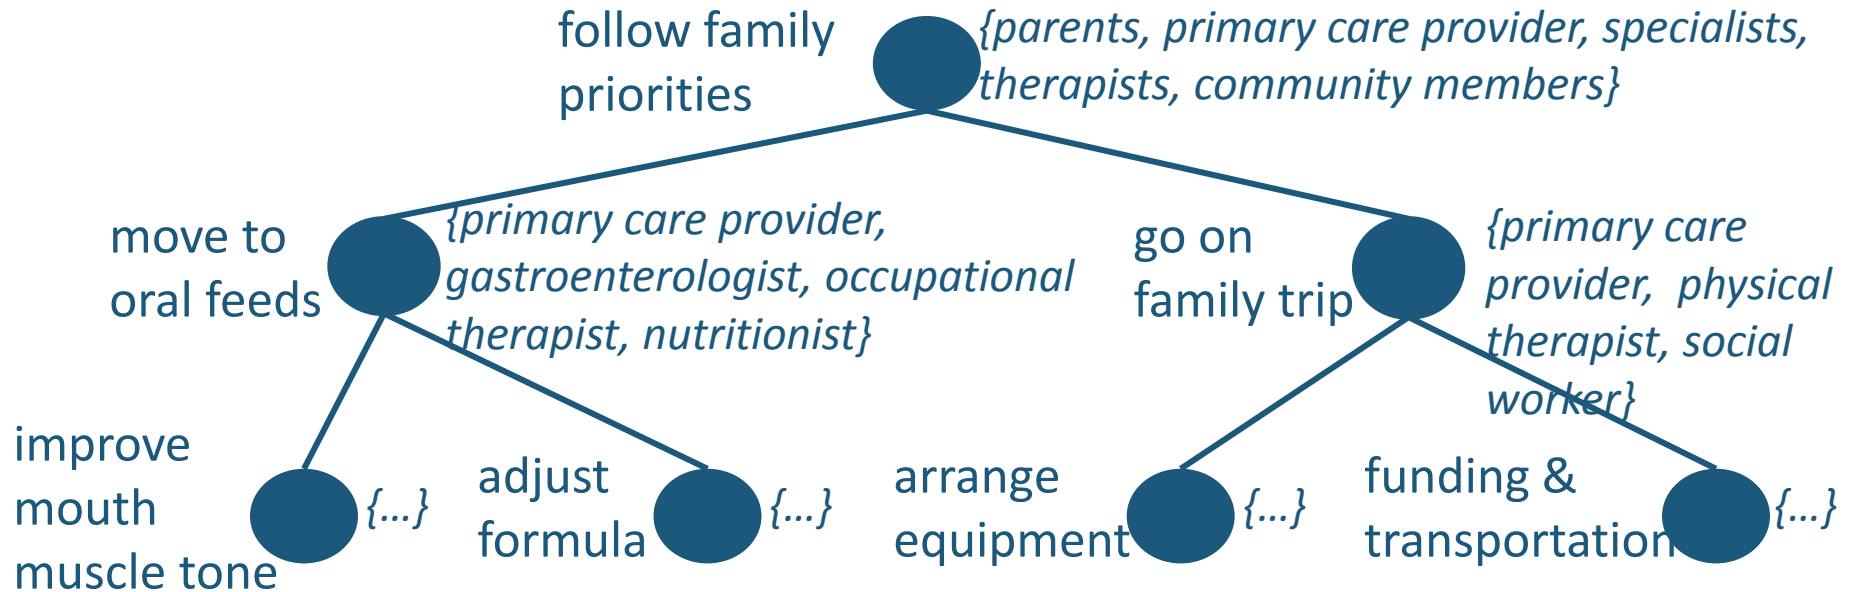 follow family
priorities
{parents, primary care provider, specialists,
therapists, community members}
move to
oral feeds
{primary care provider,
gastroenterologist, occupational
therapist, nutritionist}
go on
family trip
{primary care
provider,  physical
therapist, social
worker}
improve
mouth
muscle tone
{...}
adjust
formula
{...}
arrange
equipment
{...}
funding &
transportation
{...}